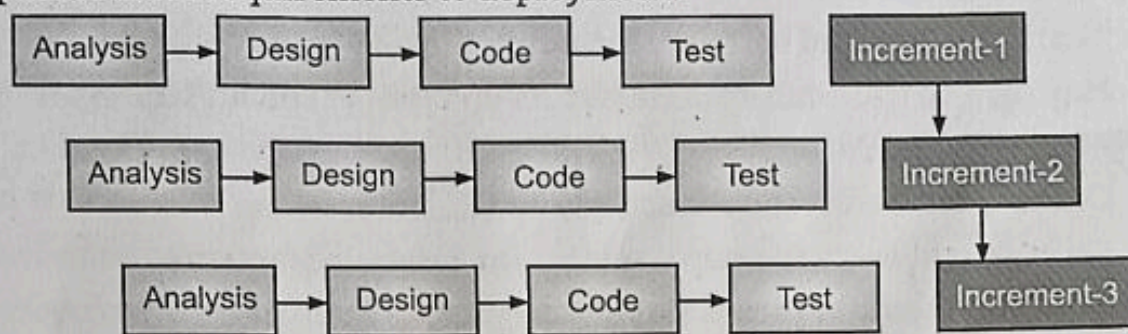 Analysis Design Code Test Increment-1
Analysis Design Code Test Increment-2
Analysis Design Code Test Increment-3